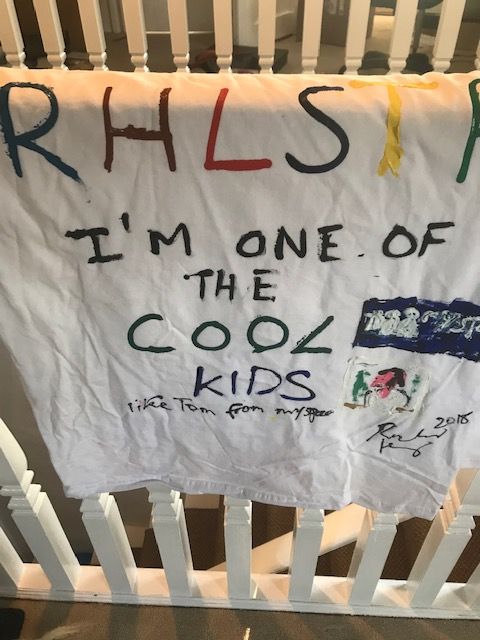 RHLST
I'M ONE OF
THE
COOL
KIDS
like Tom from myspace
2018